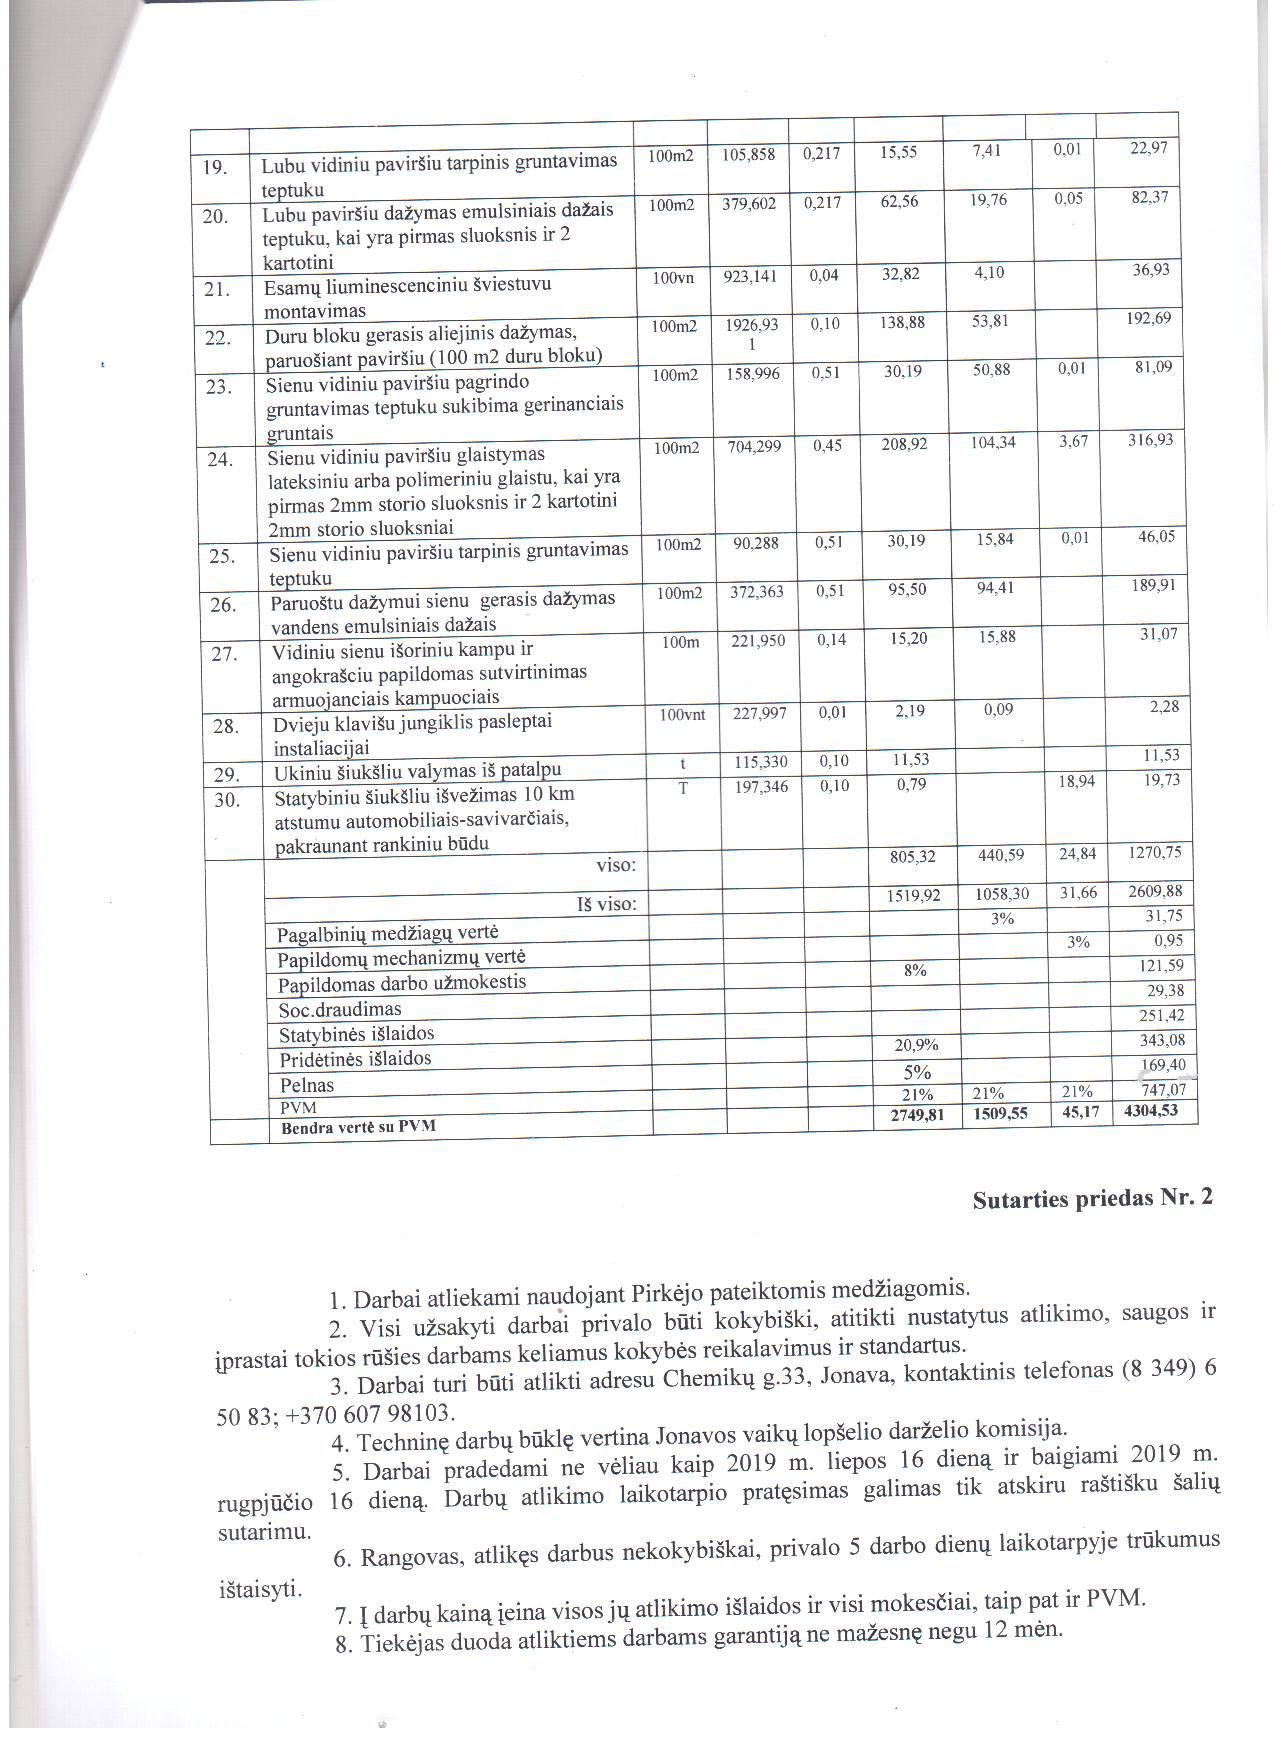 19. Lubu vidiniu paviršiu tarpinis gruntavimas 100m2 105,858 0,217 15,55 7,41 0,01 22,97
teptuku
20. Lubu paviršiu dažymas emulsiniais dažais 100m2 379,602 0,217 62,56 19,76 0,05 82,37
teptuku, kai yra pirmas sluoksnis ir 2
kartotini
21. Esamų liuminescenciniu šviestuvu 100vn 923,141 0,04 32,82 4,10 36,93
montavimas
22. Duru bloku gerasis aliejinis dažymas, 100m2 1926,93 0,10 138,88 53,81 192,69
paruošiant paviršiu (100 m2 duru bloku) 1
23. Sienu vidiniu paviršiu pagrindo 100m2 158,996 0,51 30,19 50,88 0,01 81,09
gruntavimas teptuku sukibima gerinanciais
gruntais
24. Sienu vidiniu paviršiu glaistymas 100m2 704,299 0,45 208,92 104,34 3,67 316,93
lateksiniu arba polimeriniu glaistu, kai yra
pirmas 2mm storio sluoksnis ir 2 kartotini
2mm storio sluoksniai
25. Sienu vidiniu paviršiu tarpinis gruntavimas 100m2 90,288 0,51 30,19 15,84 0,01 46,05
teptuku
26. Paruoštu dažymui sienu gerasis dažymas 100m2 372,363 0,51 95,50 94,41 189,91
vandens emulsiniais dažais
27. Vidiniu sienu išoriniu kampu ir 100m 221,950 0,14 15,20 15,88 31,07
angokrašciu papildomas sutvirtinimas
armuojanciais kampuociais
28. Dvieju klavišu jungiklis pasleptai 100vnt 227,997 0,01 2,19 0,09 2,28
instaliacijai
29. Ukiniu šiukšliu valymas iš patalpu t 115,330 0,10 11,53 11,53
30. Statybiniu šiukšliu išvežimas 10 km T 197,346 0,10 0,79 18,94 19,73
atstumu automobiliais-savivarčiais,
pakraunant rankiniu būdu
viso: 805,32 440,59 24,84 1270,75
Iš viso: 1519,92 1058,30 31,66 2609,88
Pagalbinių medžiagų vertė 3% 31,75
Papildomų mechanizmų vertė 3% 0,95
Papildomas darbo užmokestis 8% 121,59
Soc.draudimas 29,38
Statybinės išlaidos 251,42
Pridėtinės išlaidos 20,9% 343,08
Pelnas 5% 169,40
PVM 21% 21% 21% 747,07
Bendra vertė su PVM 2749,81 1509,55 45,17 4304,53
Sutarties priedas Nr. 2
1. Darbai atliekami naudojant Pirkėjo pateiktomis medžiagomis.
2. Visi užsakyti darbai privalo būti kokybiški, atitikti nustatytus atlikimo, saugos ir
įprastai tokios rūšies darbams keliamus kokybės reikalavimus ir standartus.
3. Darbai turi būti atlikti adresu Chemikų g.33, Jonava, kontaktinis telefonas (8 349) 6
50 83; +370 607 98103.
4. Techninę darbų būklę vertina Jonavos vaikų lopšelio darželio komisija.
5. Darbai pradedami ne vėliau kaip 2019 m. liepos 16 dieną ir baigiami 2019 m.
rugpjūčio 16 dieną. Darbų atlikimo laikotarpio pratęsimas galimas tik atskiru raštišku šalių
sutarimu.
6. Rangovas, atlikęs darbus nekokybiškai, privalo 5 darbo dienų laikotarpyje trūkumus
ištaisyti.
7. Į darbų kainą įeina visos jų atlikimo išlaidos ir visi mokesčiai, taip pat ir PVM.
8. Tiekėjas duoda atliktiems darbams garantiją ne mažesnę negu 12 mėn.